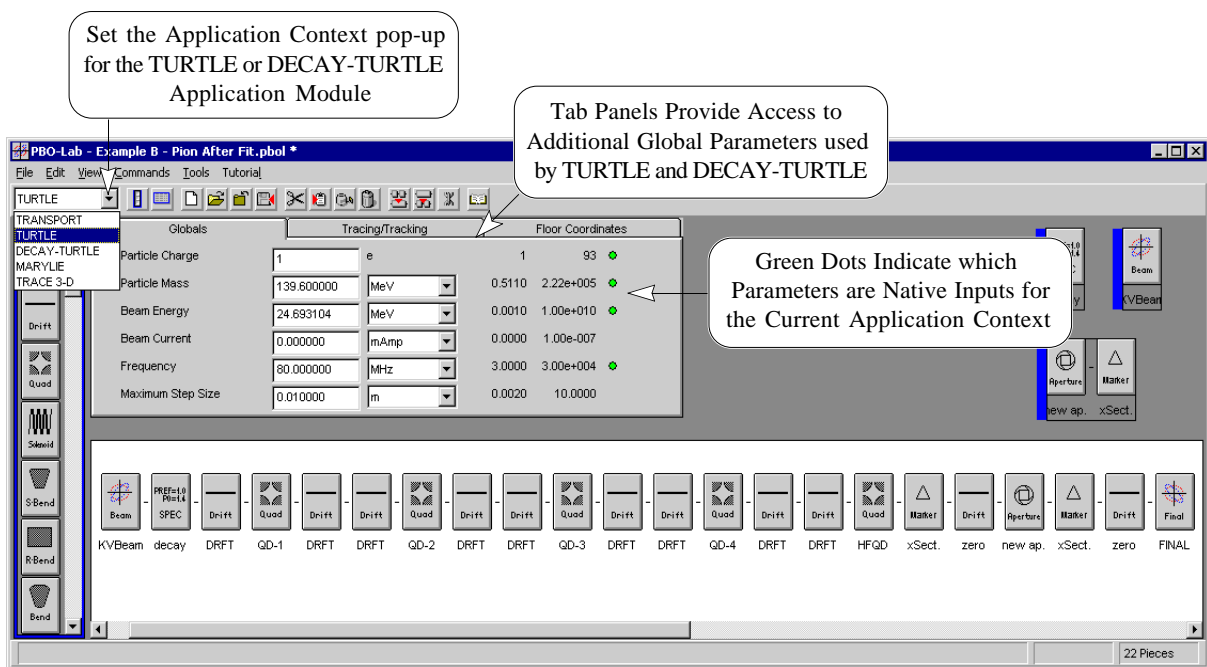 Set the Application Context pop-up
for the TURTLE or DECAY-TURTLE
Application Module
Tab Panels Provide Access to
Additional Global Parameters used
by TURTLE and DECAY-TURTLE
PBO-Lab - Example B - Pion After Fit.pbol *
File Edit View Commands Tools Tutorial
TURTLE
TRANSPORT
TURTLE
DECAY-TURTLE
MARYLIE
TRACE 3-D
Globals Tracing/Tracking Floor Coordinates
Particle Charge 1 e 1 93
Particle Mass 139.600000 MeV 0.5110 2.22e+005
Beam Energy 24.693104 MeV 0.0010 1.00e+010
Beam Current 0.000000 mAmp 0.0000 1.00e-007
Frequency 80.000000 MHz 3.0000 3.00e+004
Maximum Step Size 0.010000 m 0.0020 10.0000
Green Dots Indicate which
Parameters are Native Inputs for
the Current Application Context
Beam
KVBeam
Aperture - Marker
new ap. xSect.
Drift
Quad
Solenoid
S-Bend
R-Bend
Bend
PREF=1.0
P0=1.4
Beam - SPEC - Drift - Quad - Drift - Drift - Quad - Drift - Drift - Quad - Drift - Drift - Quad - Drift - Drift - Quad - Marker - Drift - Aperture - Marker - Drift - Final
KVBeam decay DRFT QD-1 DRFT DRFT QD-2 DRFT DRFT QD-3 DRFT DRFT QD-4 DRFT DRFT HFQD xSect. zero new ap. xSect. zero FINAL
22 Pieces